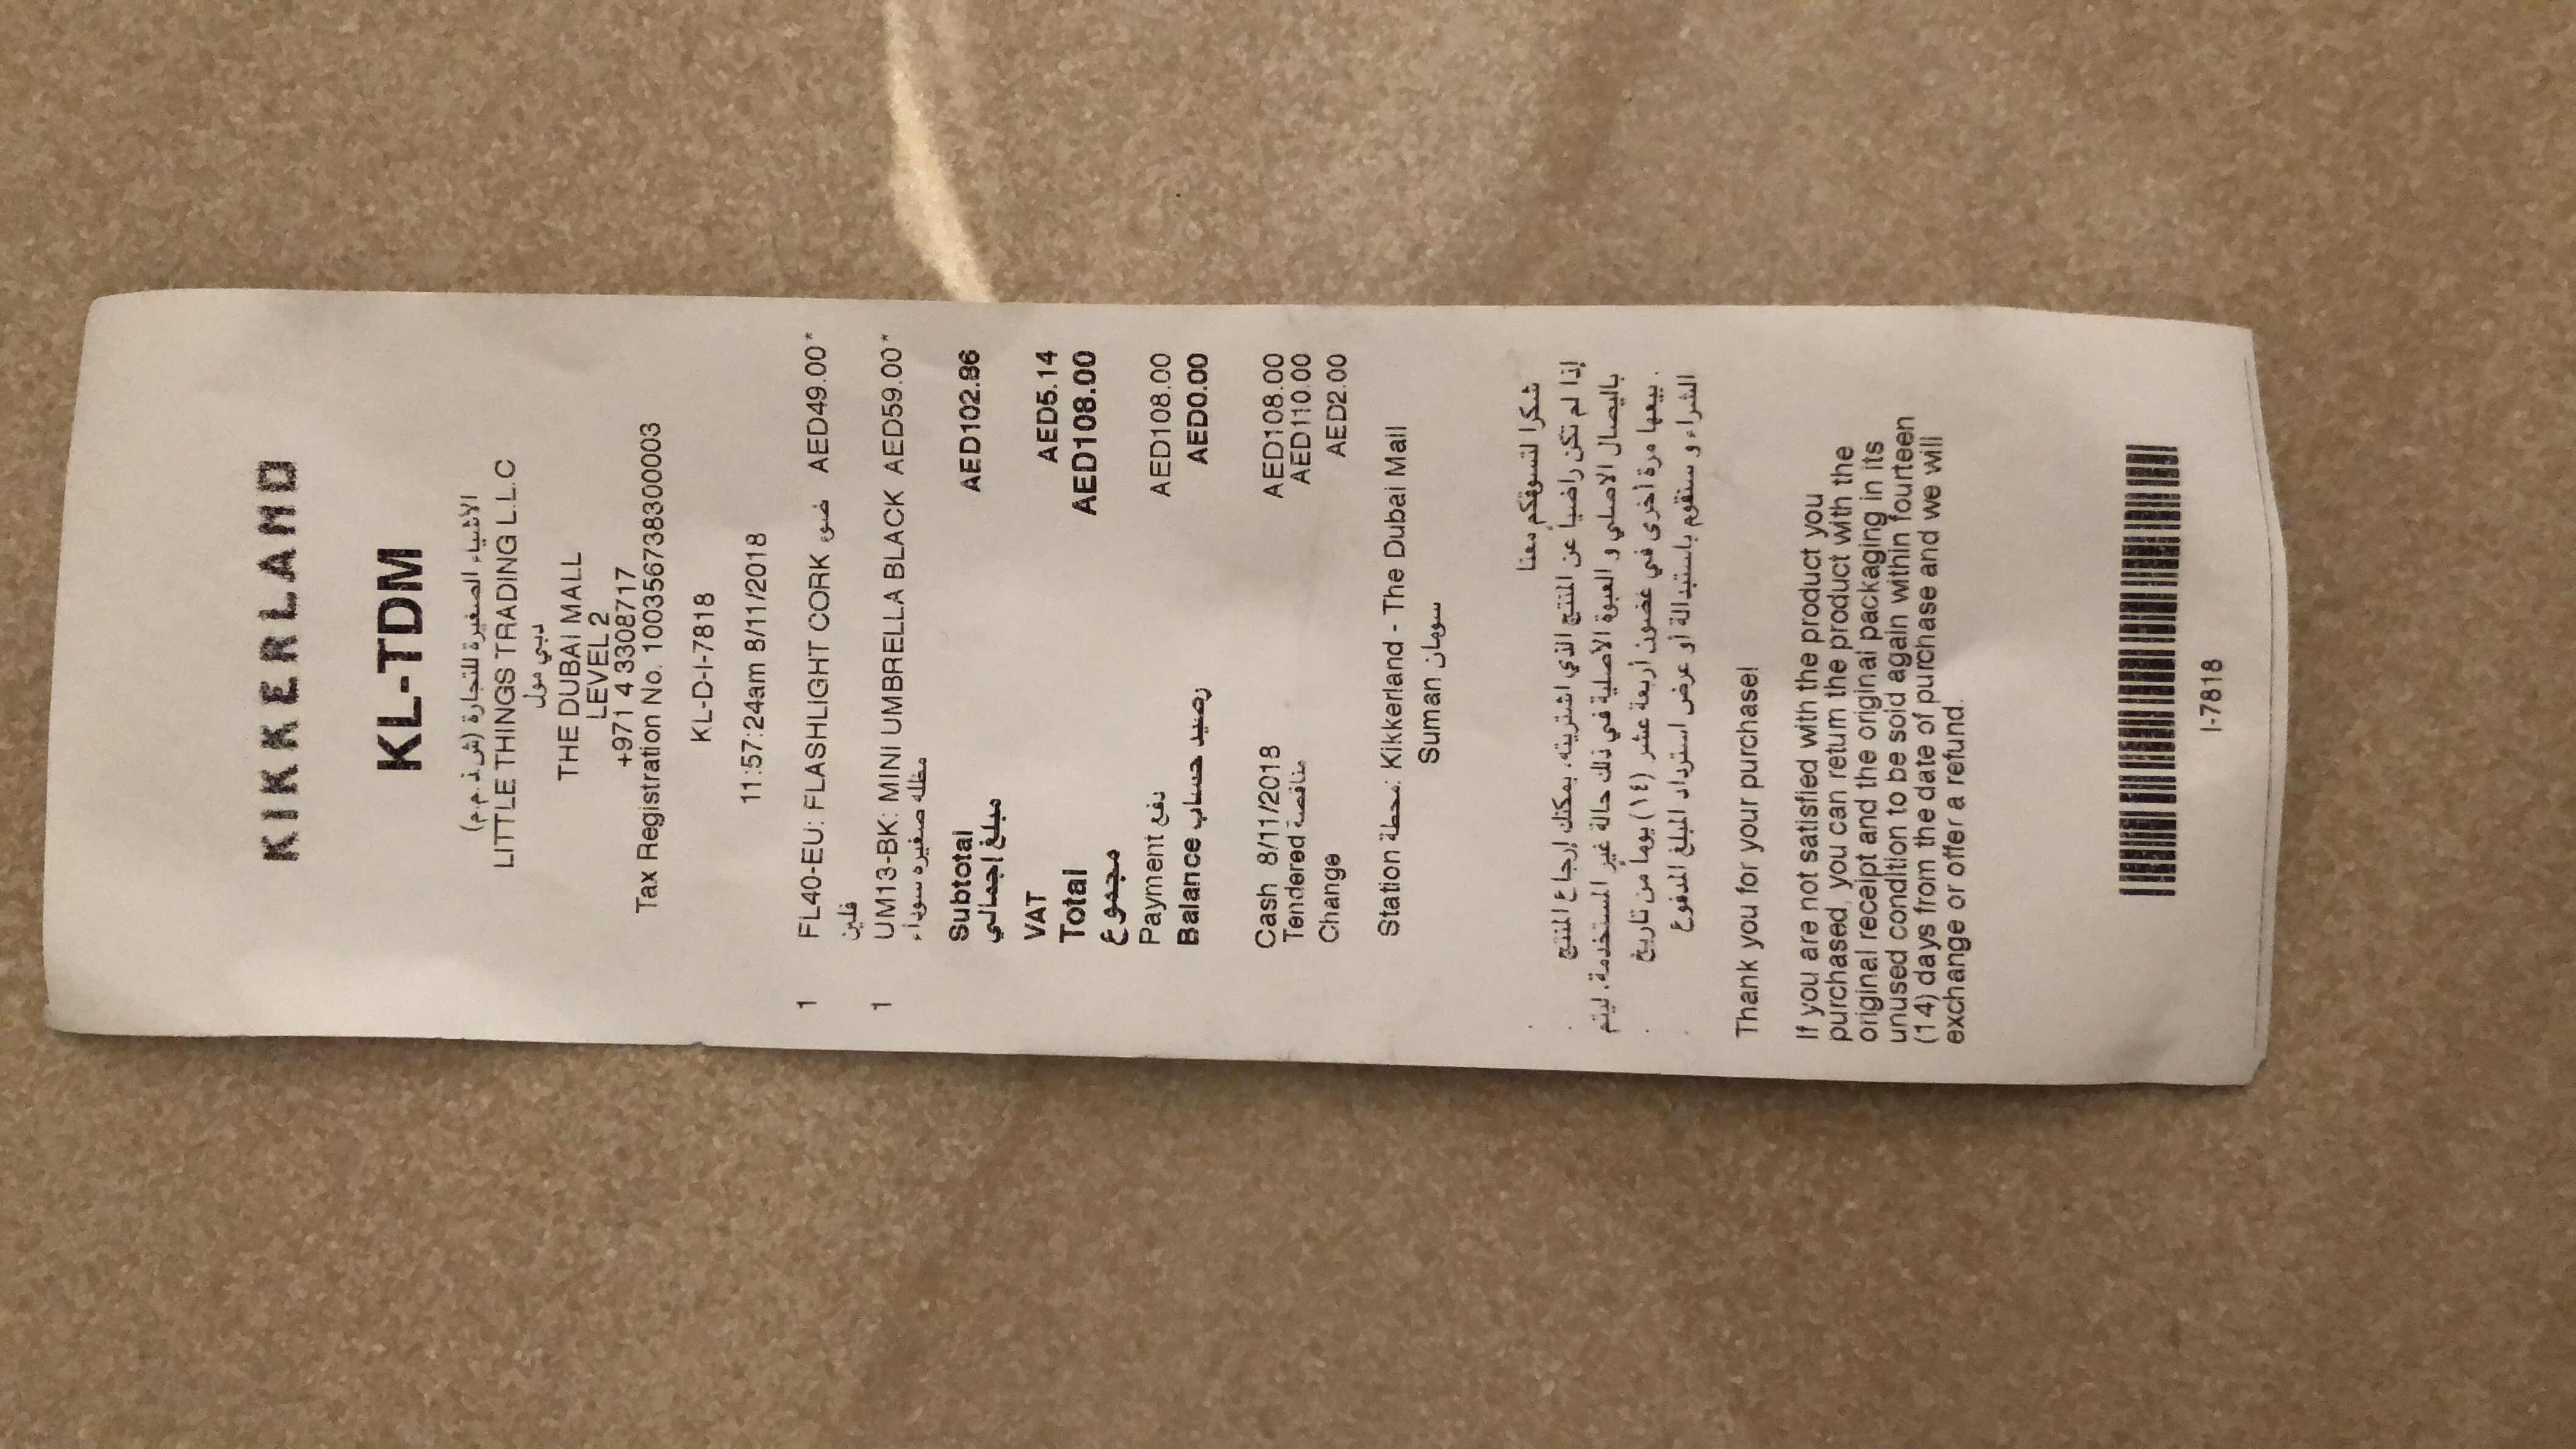 KIKKERLAND
KL-TDM
الأشياء الصغيرة للتجارة (ش.ذ.م.م)
LITTLE THINGS TRADING L.L.C
دبي مول
THE DUBAI MALL
LEVEL 2
+971 4 3308717
Tax Registration No. 100356738300003
KL-D-I-7818
11:57:24am 8/11/2018
1 FL40-EU: FLASHLIGHT CORK ضوء AED49.00*
فلين
1 UM13-BK: MINI UMBRELLA BLACK AED59.00*
مظله صغيره سوداء
Subtotal AED102.86
مبلغ إجمالي
VAT AED5.14
Total AED108.00
مجموع
Payment دفع AED108.00
Balance رصيد حساب AED0.00
Cash 8/11/2018 AED108.00
Tendered مناقصة AED110.00
Change AED2.00
Station محطة: Kikkerland - The Dubai Mall
Suman سومان
شكرا لتسوقكم معنا
إذا لم تكن راضياً عن المنتج الذي اشتريته، يمكنك إرجاع المنتج
باليصال الاصلي و العبوة الأصلية في ذلك حالة غير المستخدمة، ليتم
. بيعها مرة أخرى في غضون أربعة عشر (١٤) يوماً من تاريخ
الشراء و سنقوم باستبدالة أو عرض استرداد المبلغ المدفوع
Thank you for your purchase!
If you are not satisfied with the product you
purchased, you can return the product with the
original receipt and the original packaging in its
unused condition to be sold again within fourteen
(14) days from the date of purchase and we will
exchange or offer a refund.
I-7818